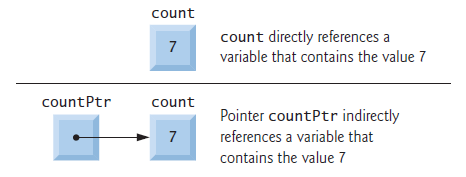 count
7
count directly references a
variable that contains the value 7
countPtr count
7
Pointer countPtr indirectly
references a variable that
contains the value 7